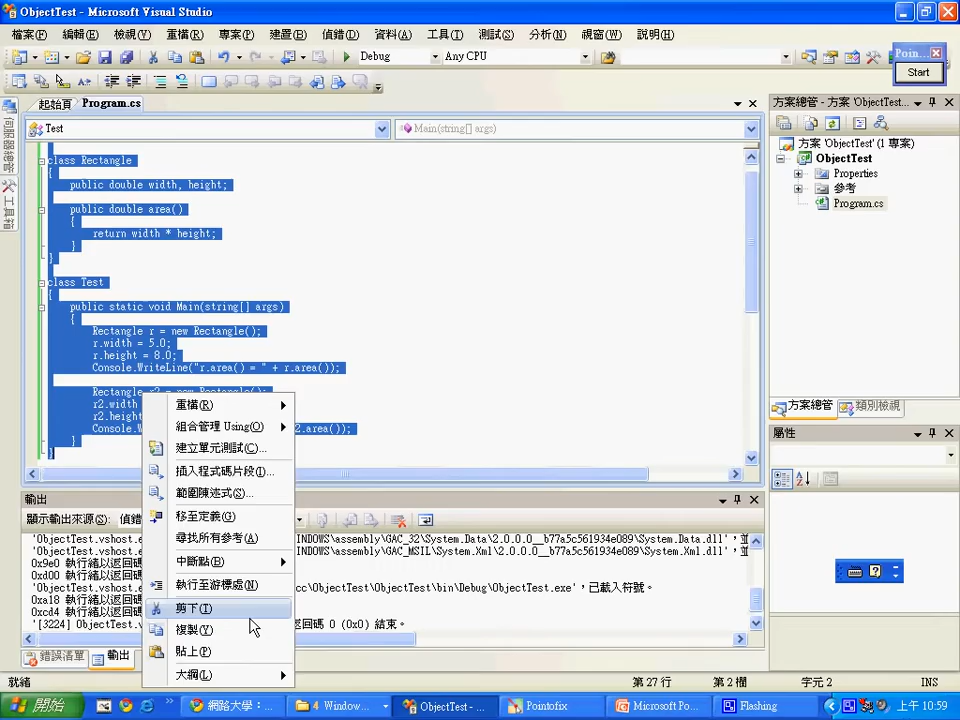 ObjectTest - Microsoft Visual Studio
檔案(F) 編輯(E) 檢視(V) 重構(R) 專案(P) 建置(B) 偵錯(D) 資料(A) 工具(T) 測試(S) 分析(N) 視窗(W) 說明(H)
Debug Any CPU
Poin...
Start
起始頁 Program.cs
Test Main(string[] args)
伺服器總管
工具箱
class Rectangle
{
public double width, height;
public double area()
{
return width * height;
}
}
class Test
{
public static void Main(string[] args)
{
Rectangle r = new Rectangle();
r.width = 5.0;
r.height = 8.0;
Console.WriteLine("r.area() = " + r.area());
Rectangle r2 = new Rectangle();
r2.width
r2.height
Console.W 2.area());
}
}
重構(R)
組合管理 Using(O)
建立單元測試(C)...
插入程式碼片段(I)...
範圍陳述式(S)...
移至定義(G)
尋找所有參考(A)
中斷點(B)
執行至游標處(N)
剪下(T)
複製(Y)
貼上(P)
大綱(L)
方案總管 - 方案 'ObjectTest...
方案 'ObjectTest' (1 專案)
ObjectTest
Properties
參考
Program.cs
方案總管 類別檢視
屬性
輸出
顯示輸出來源(S): 偵錯
'ObjectTest.vshost. INDOWS\assembly\GAC_32\System.Data\2.0.0.0__b77a5c561934e089\System.Data.dll',
'ObjectTest.vshost. INDOWS\assembly\GAC_MSIL\System.Xml\2.0.0.0__b77a5c561934e089\System.Xml.dll',
0x9e0 執行緒以返回碼
0xd00 執行緒以返回碼
'ObjectTest.vshost. cc\ObjectTest\ObjectTest\bin\Debug\ObjectTest.exe',已載入符號。
0xa18 執行緒以返回碼
0xcd4 執行緒以返回碼
'[3224] ObjectTest.v 返回碼 0 (0x0) 結束。
錯誤清單 輸出
就緒 第 27 行 第 2 欄 字元 2 INS
開始 網路大學:... 4 Window... ObjectTest - ... Pointofix Microsoft Po... Flashing 上午 10:59